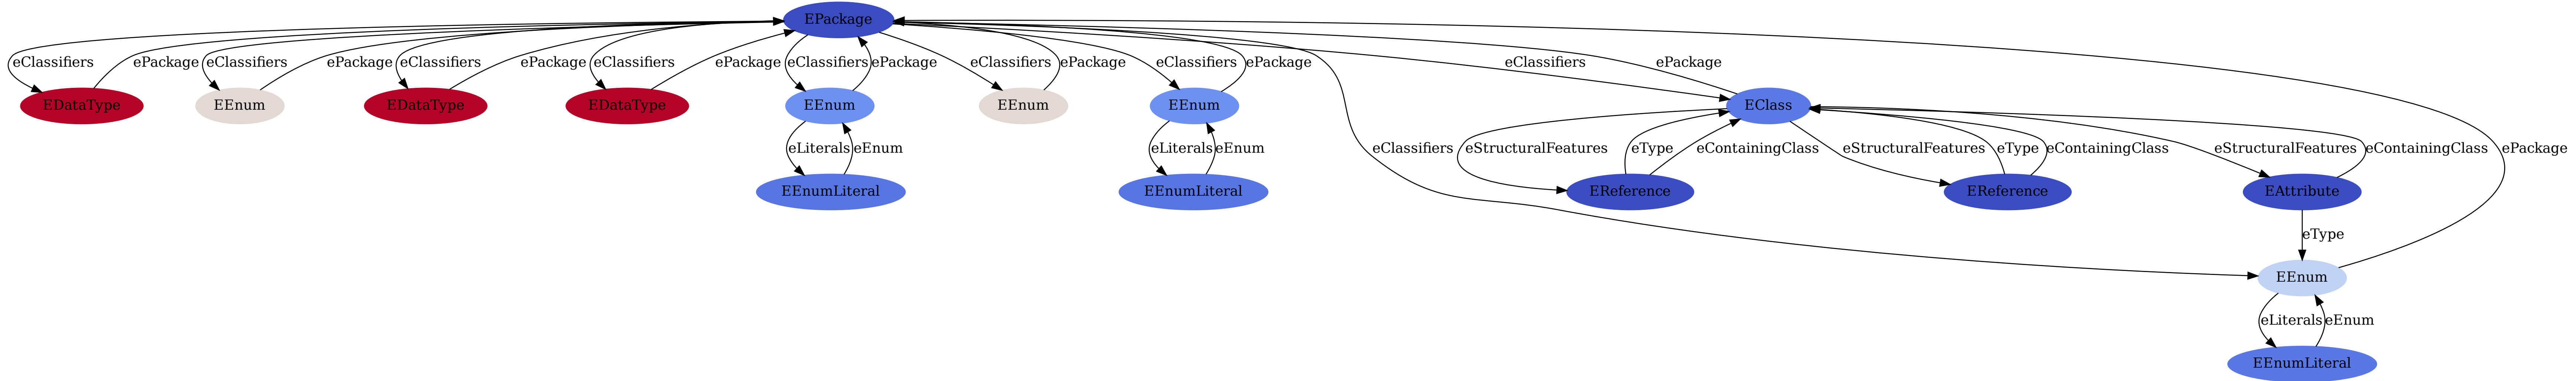 EPackage
eClassifiers ePackage eClassifiers ePackage eClassifiers ePackage eClassifiers ePackage eClassifiers ePackage eClassifiers ePackage eClassifiers ePackage eClassifiers ePackage
EDataType EEnum EDataType EDataType EEnum EEnum EEnum EClass
eLiterals eEnum eLiterals eEnum eClassifiers eStructuralFeatures eType eContainingClass eStructuralFeatures eType eContainingClass eStructuralFeatures eContainingClass ePackage
EEnumLiteral EEnumLiteral EReference EReference EAttribute
eType
EEnum
eLiterals eEnum
EEnumLiteral